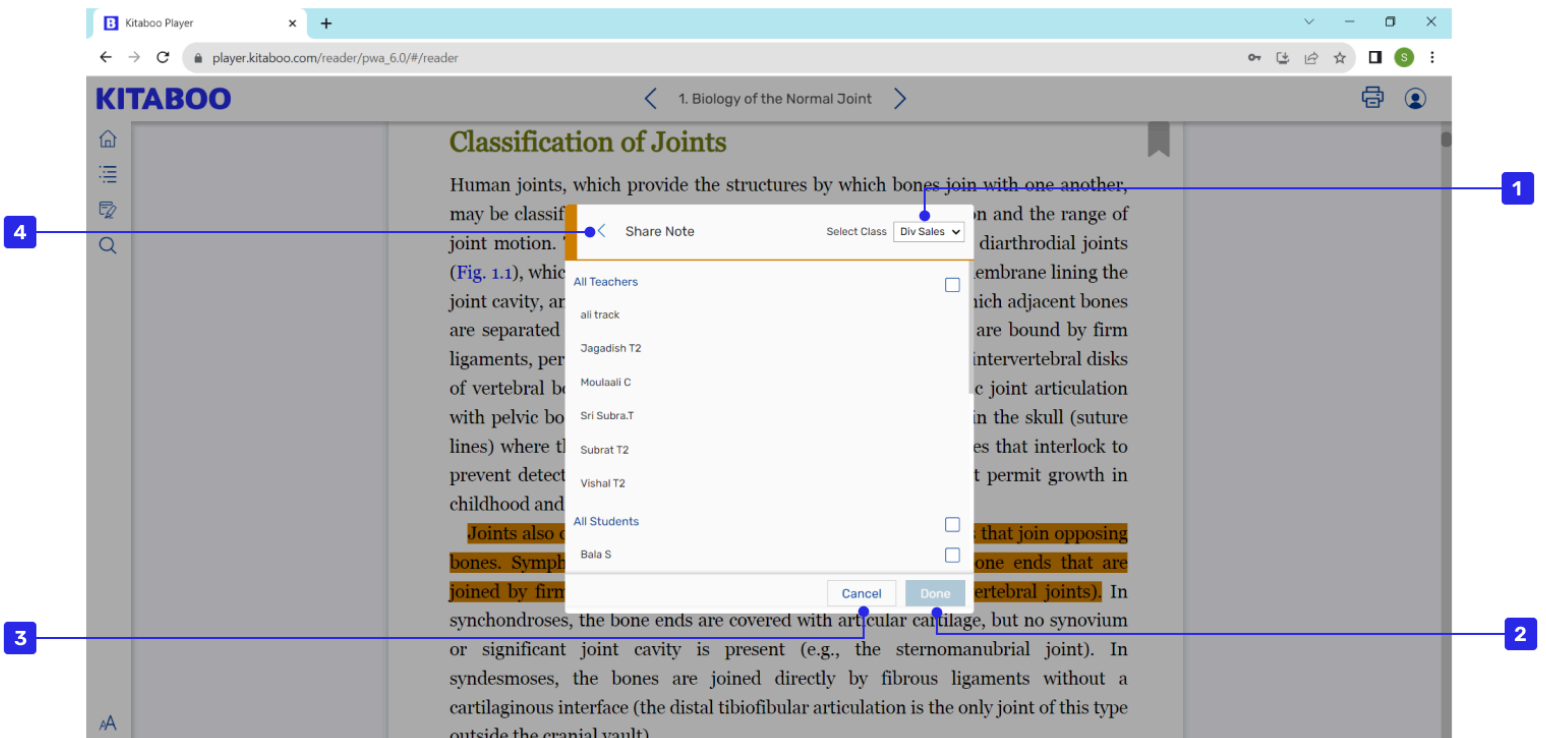 Kitaboo Player
player.kitaboo.com/reader/pwa_6.0/#/reader
S
KITABOO
1. Biology of the Normal Joint
Classification of Joints
Human joints, which provide the structures by which bones join with one another,
1
may be classif
on and the range of
4
Share Note
Select Class
Div Sales
joint motion.
diarthrodial joints
(Fig. 1.1), whic
embrane lining the
All Teachers
joint cavity, an
hich adjacent bones
ali track
are separated
are bound by firm
Jagadish T2
ligaments, per
intervertebral disks
Moulaali C
of vertebral b
c joint articulation
Sri Subra.T
with pelvic bo
in the skull (suture
Subrat T2
lines) where t
es that interlock to
Vishal T2
prevent detect
t permit growth in
childhood and
All Students
Joints also
that join opposing
Bala S
bones. Symph
one ends that are
Cancel
Done
joined by firm
ertebral joints). In
synchondroses, the bone ends are covered with articular cartilage, but no synovium
3
2
or significant joint cavity is present (e.g., the sternomanubrial joint). In
syndesmoses, the bones are joined directly by fibrous ligaments without a
cartilaginous interface (the distal tibiofibular articulation is the only joint of this type
AA
outside the cranial vault).